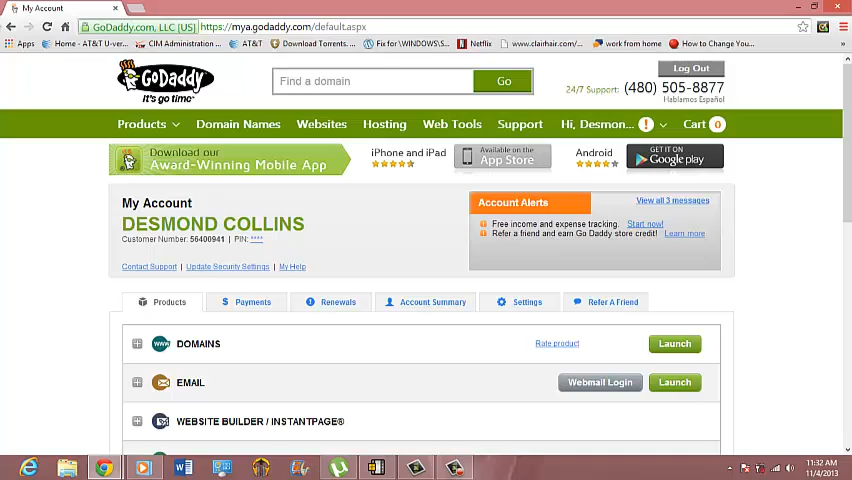 My Account
GoDaddy.com, LLC [US] https://mya.godaddy.com/default.aspx
Apps Home - AT&T U-ver... CIM Administration ... AT&T Download Torrents.. Fix for \WINDOWS\S... Netflix www.clairhair.com/... work from home How to Change You...
GoDaddy
It's go time
Find a domain Go
Log Out
24/7 Support: (480) 505-8877
Hablamos Español
Products Domain Names Websites Hosting Web Tools Support Hi, Desmon... ! Cart 0
Download our
Award-Winning Mobile App
iPhone and iPad
Available on the
App Store
Android
GET IT ON
Google play
My Account
DESMOND COLLINS
Customer Number: 56400941 | PIN: ****
Contact Support | Update Security Settings | My Help
Account Alerts View all 3 messages
Free income and expense tracking. Start now!
Refer a friend and earn Go Daddy store credit! Learn more
Products Payments Renewals Account Summary Settings Refer A Friend
WWW DOMAINS Rate product Launch
EMAIL Webmail Login Launch
WEBSITE BUILDER / INSTANTPAGE®
11:32 AM
11/4/2013